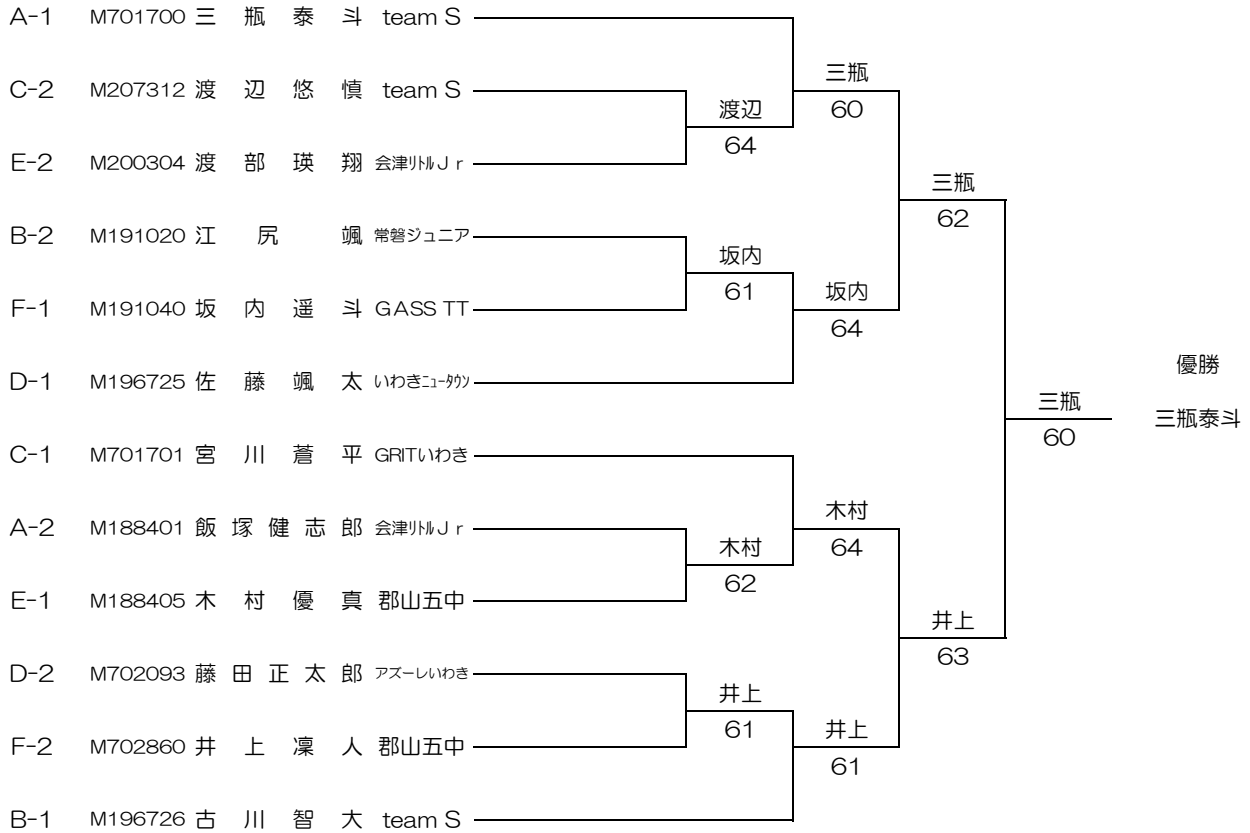 A-1 M701700 三瓶泰斗 team S
三瓶
C-2 M207312 渡辺悠慎 team S
渡辺
60
64
E-2 M200304 渡部瑛翔 会津リトルJr
三瓶
62
B-2 M191020 江尻颯 常磐ジュニア
坂内
61
坂内
F-1 M191040 坂内遥斗 GASS TT
64
優勝
D-1 M196725 佐藤颯太 いわきニュータウン
三瓶
三瓶泰斗
60
C-1 M701701 宮川蒼平 GRITいわき
木村
A-2 M188401 飯塚健志郎 会津リトルJr
木村
64
62
E-1 M188405 木村優真 郡山五中
井上
63
D-2 M702093 藤田正太郎 アズーレいわき
井上
61
井上
F-2 M702860 井上凜人 郡山五中
61
B-1 M196726 古川智大 team S